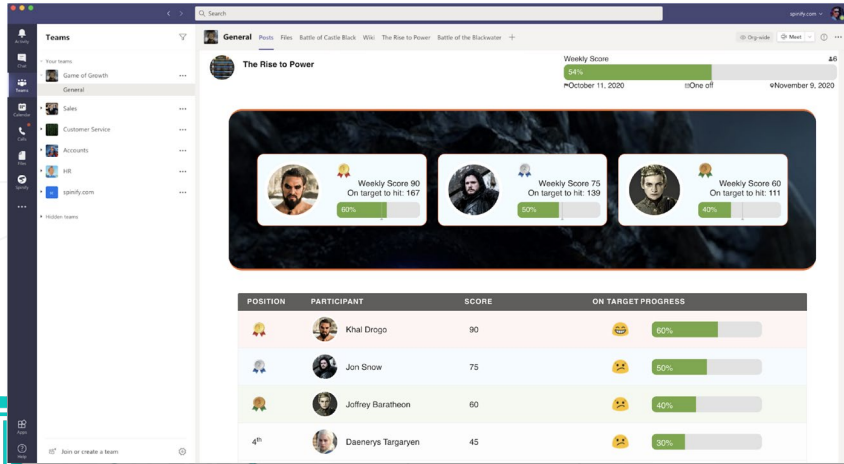 Search
spinify.com
Activity
Chat
Teams
Calendar
Calls
Files
Spinify
Apps
Help
Teams
Your teams
Game of Growth
General
Sales
Customer Service
Accounts
HR
spinify.com
Hidden teams
Join or create a team
General Posts Files Battle of Castle Black Wiki The Rise to Power Battle of the Blackwater
Org-wide Meet
The Rise to Power
Weekly Score 6
54%
October 11, 2020 One off November 9, 2020
Weekly Score 90
On target to hit: 167
60%
Weekly Score 75
On target to hit: 139
50%
Weekly Score 60
On target to hit: 111
40%
POSITION PARTICIPANT SCORE ON TARGET PROGRESS
Khal Drogo 90 60%
Jon Snow 75 50%
Joffrey Baratheon 60 40%
4th Daenerys Targaryen 45 30%